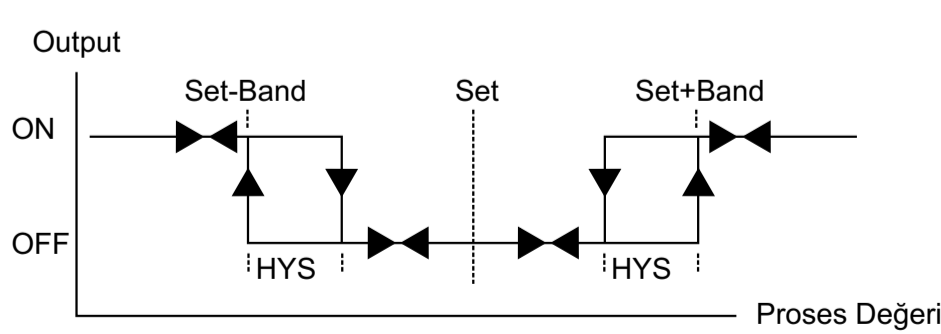 Output
Set-Band Set Set+Band
ON
OFF
HYS HYS
Proses Değeri